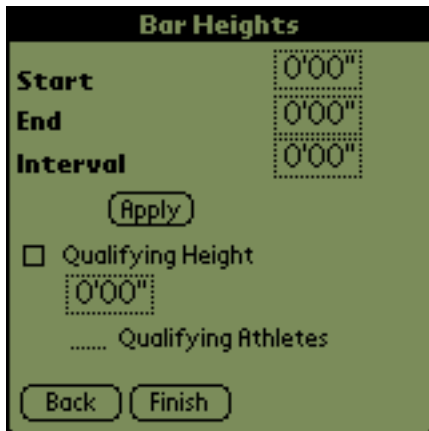 Bar Heights
Start 0'00"
End 0'00"
Interval 0'00"
Apply
Qualifying Height
0'00"
...... Qualifying Athletes
Back Finish